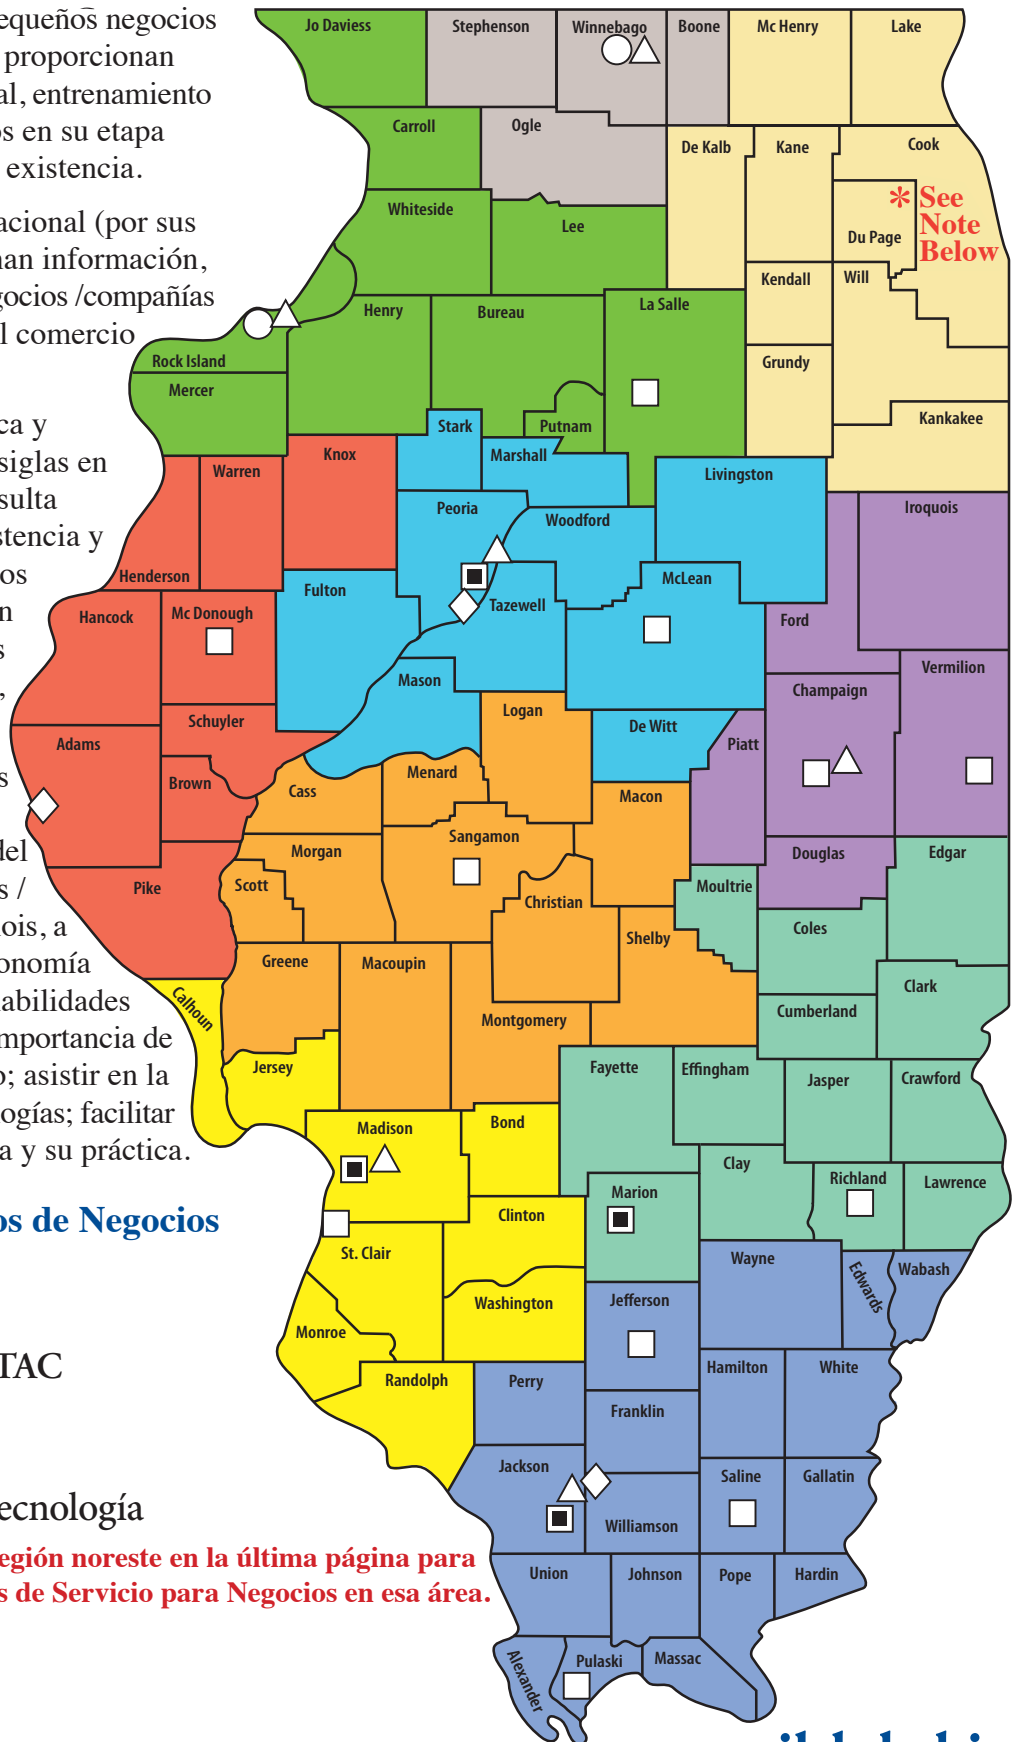 equeños negocios
proporcionan
al, entrenamiento
os en su etapa
existencia.
acional (por sus
nan información,
gocios /compañías
l comercio
ca y
siglas en
sulta
stencia y
os
n
s
,
s
del
s /
ois, a
onomía
abilidades
mportancia de
o; asistir en la
logías; facilitar
a y su práctica.
os de Negocios
TAC
ecnología
egión noreste en la última página para
s de Servicio para Negocios en esa área.
Jo Daviess
Stephenson
Winnebago
Boone
Mc Henry
Lake
Carroll
Ogle
De Kalb
Kane
Cook
* See
Note
Below
Whiteside
Lee
Du Page
Kendall
Will
Rock Island
Henry
Bureau
La Salle
Grundy
Mercer
Putnam
Kankakee
Stark
Marshall
Knox
Warren
Henderson
Livingston
Peoria
Woodford
Iroquois
Fulton
Tazewell
McLean
Ford
Hancock
Mc Donough
Mason
Vermilion
Champaign
Logan
De Witt
Piatt
Schuyler
Adams
Brown
Cass
Menard
Macon
Sangamon
Morgan
Scott
Christian
Douglas
Edgar
Moultrie
Pike
Shelby
Coles
Greene
Macoupin
Montgomery
Clark
Cumberland
Calhoun
Jersey
Fayette
Effingham
Jasper
Crawford
Madison
Bond
Clay
Richland
Lawrence
Marion
Clinton
St. Clair
Wayne
Edwards
Wabash
Washington
Jefferson
Monroe
Randolph
Perry
Hamilton
White
Franklin
Jackson
Williamson
Saline
Gallatin
Union
Johnson
Pope
Hardin
Alexander
Pulaski
Massac